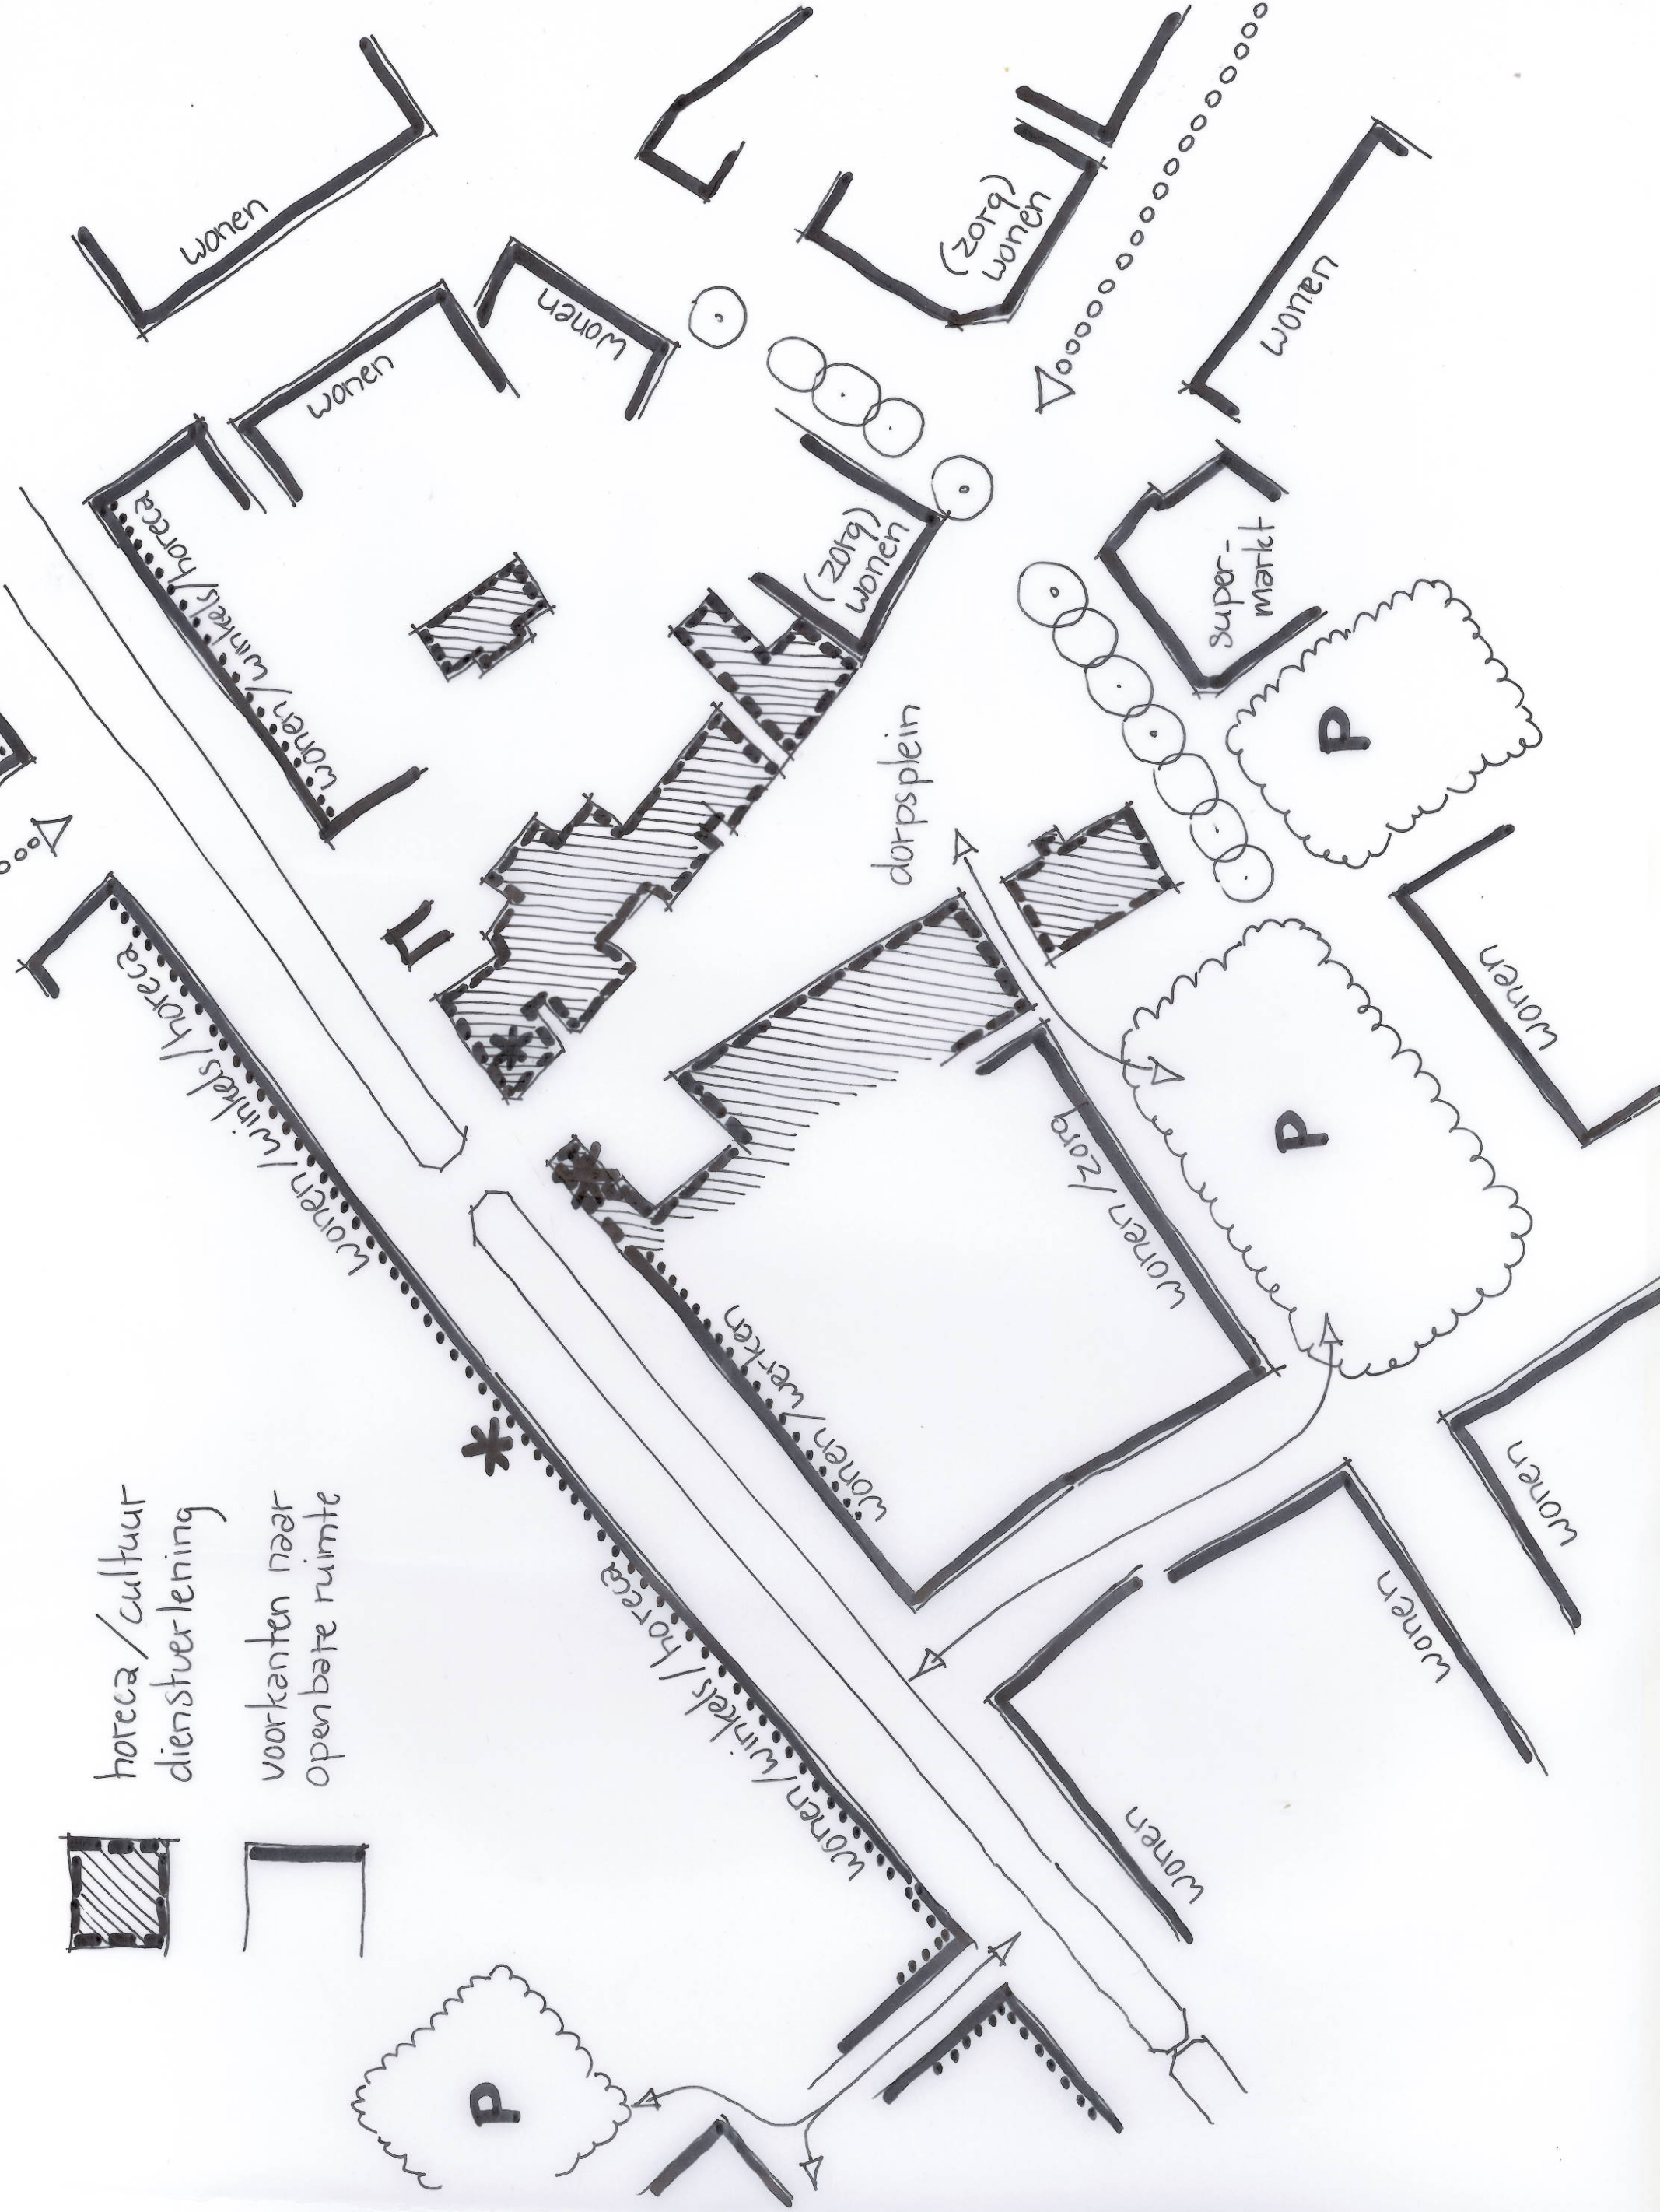 wonen
(zorg)
wonen
wonen
wonen
wonen
wonen/winkels/horeca
(zorg)
wonen
super-
markt
P
dorpsplein
wonen/winkels/horeca
wonen
P
wonen/zorg
wonen/werken
wonen
wonen
wonen/winkels/horeca
wonen
P
horeca/cultuur
dienstverlening
voorkanten naar
openbare ruimte